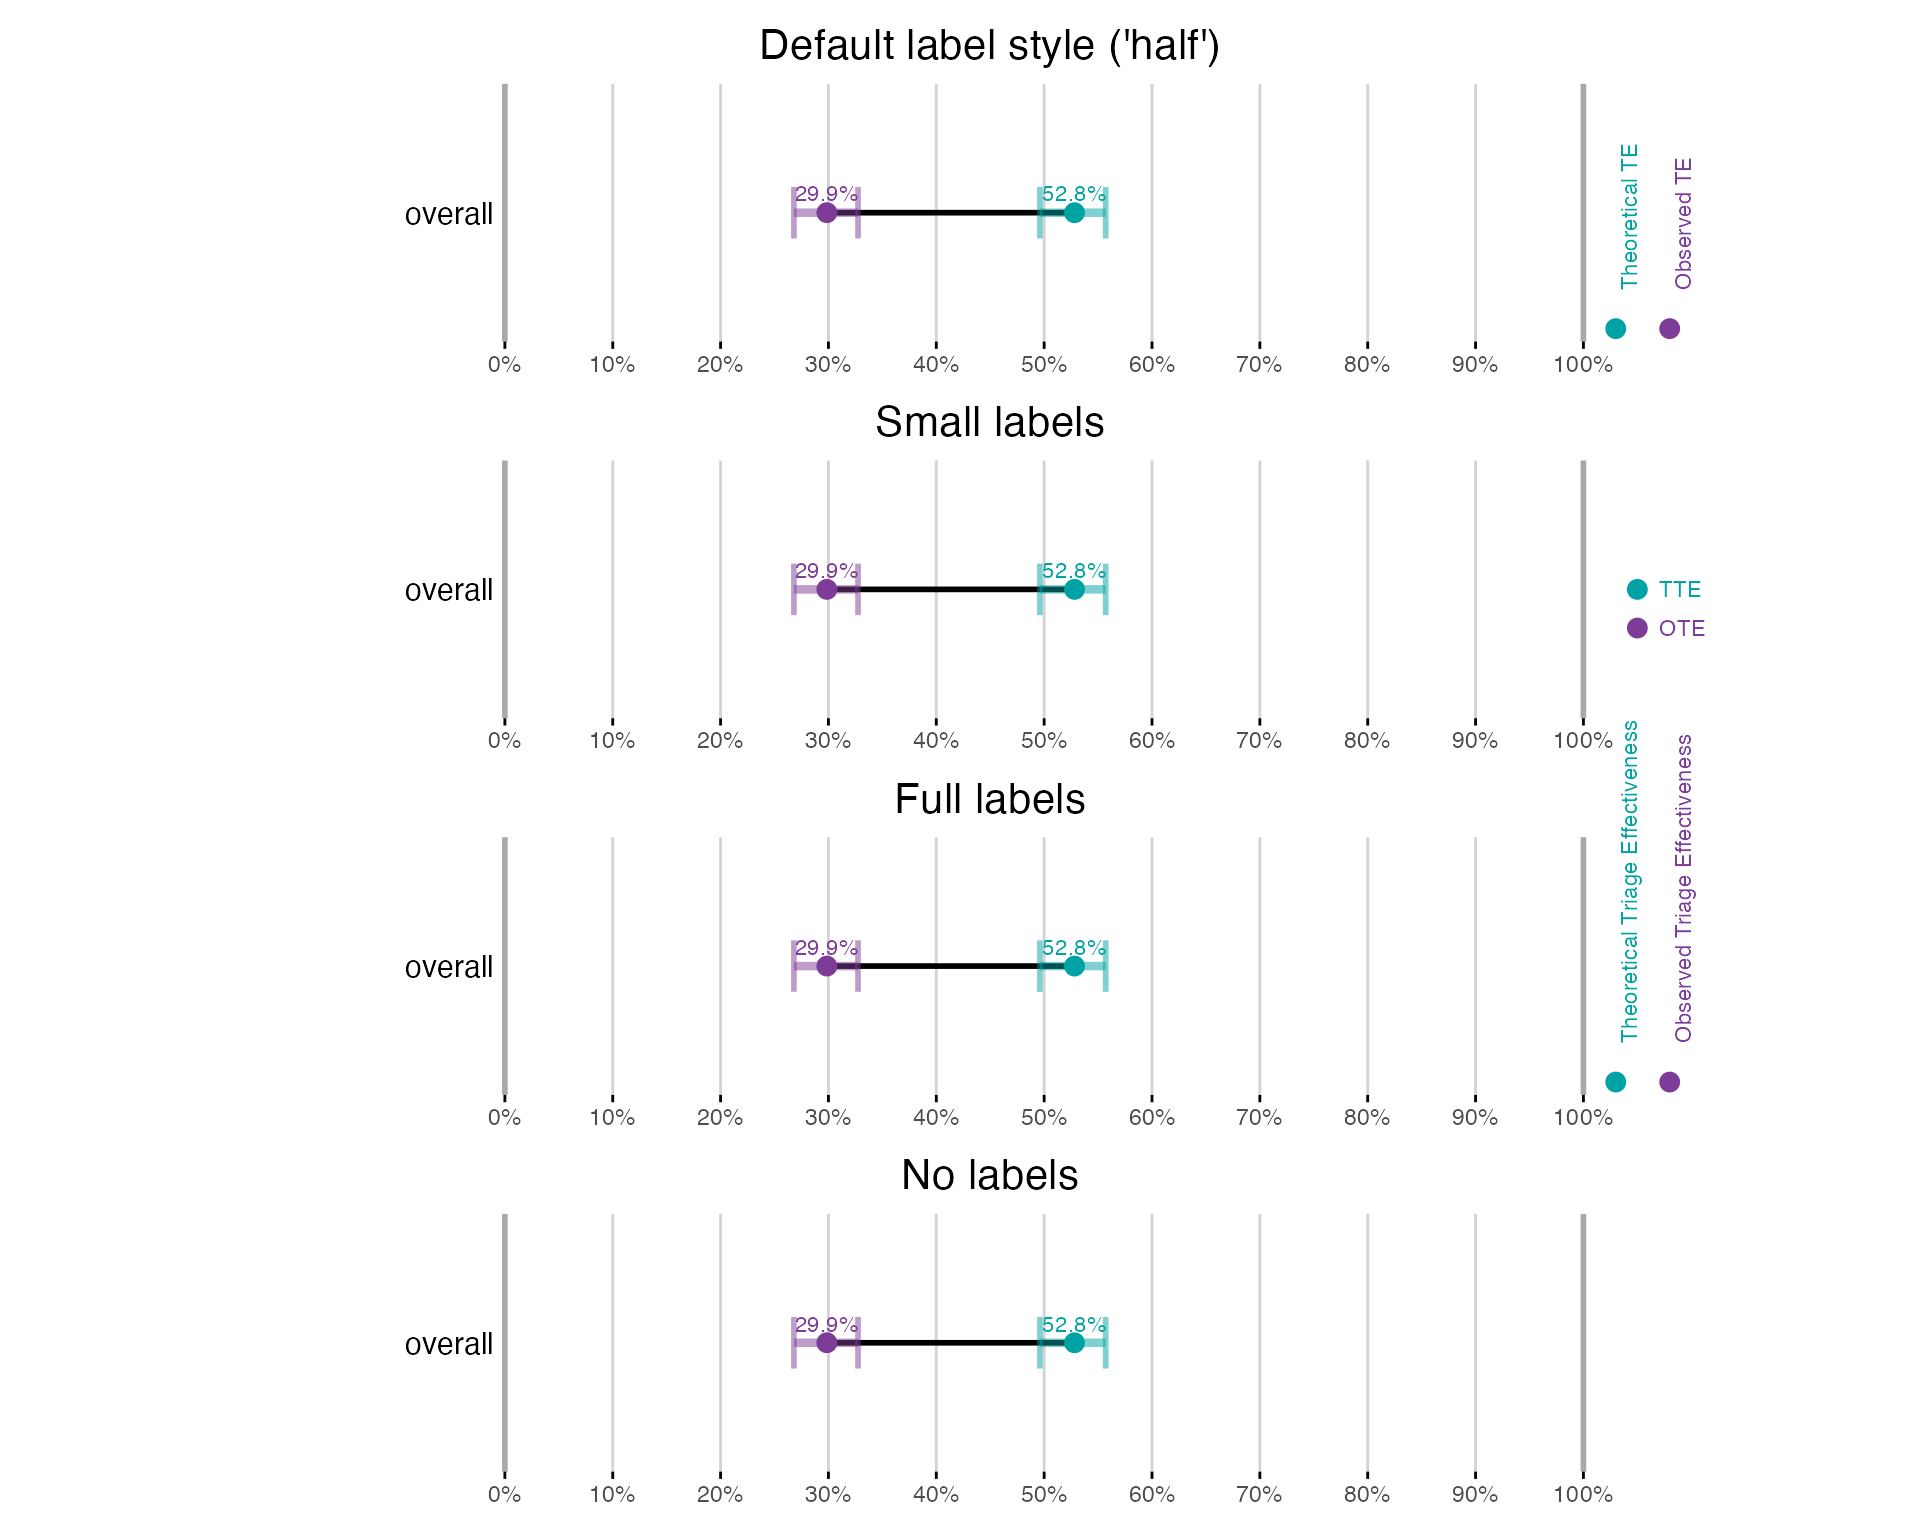 Default label style ('half')
29.9% 52.8%
overall
Theoretical TE
Observed TE
0% 10% 20% 30% 40% 50% 60% 70% 80% 90% 100%
Small labels
29.9% 52.8%
overall
TTE
OTE
0% 10% 20% 30% 40% 50% 60% 70% 80% 90% 100%
Full labels
29.9% 52.8%
overall
Theoretical Triage Effectiveness
Observed Triage Effectiveness
0% 10% 20% 30% 40% 50% 60% 70% 80% 90% 100%
No labels
29.9% 52.8%
overall
0% 10% 20% 30% 40% 50% 60% 70% 80% 90% 100%